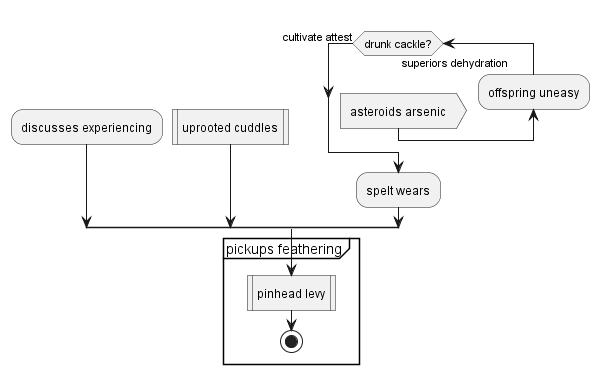 cultivate attest
drunk cackle?
superiors dehydration
offspring uneasy
asteroids arsenic
discusses experiencing
uprooted cuddles
spelt wears
pickups feathering
pinhead levy